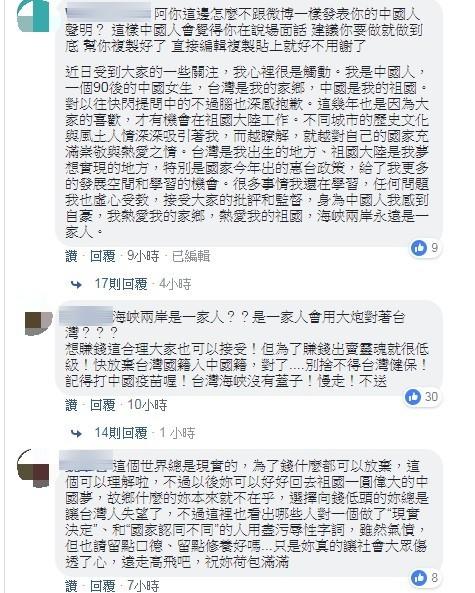 阿你這邊怎麼不跟微博一樣發表你的中國人
聲明？ 這樣中國人會覺得你在說場面話 建議你要做就做到
底 幫你複製好了 直接編輯複製貼上就好不用謝了
近日受到大家的一些關注，我心裡很是觸動。我是中國人，
一個90後的中國女生，台灣是我的家鄉，中國是我的祖國。
對以往快閃提問中的不過腦也深感抱歉。這幾年也是因為大
家的喜歡，才有機會在祖國大陸工作。不同城市的歷史文化
與風土人情深深吸引著我，而越瞭解，就越對自己的國家充
滿崇敬與熱愛之情。台灣是我出生的地方、祖國大陸是我夢
想實現的地方，特別是國家今年出的惠台政策，給了我更多
的發展空間和學習的機會。很多事情我還在學習，任何問題
我也虛心受教，接受大家的批評和監督，身為中國人我感到
自豪，我熱愛我的家鄉，熱愛我的祖國，海峽兩岸永遠是一
家人。
讚 · 回覆 · 9小時 · 已編輯
9
17則回覆 · 4小時
海峽兩岸是一家人？？是一家人會用大炮對著台
灣？？？
想賺錢這合理大家也可以接受！但為了賺錢出賣靈魂就很低
級！快放棄台灣國籍入中國籍，對了....別捨不得台灣健保！
記得打中國疫苗喔！台灣海峽沒有蓋子！慢走！不送
讚 · 回覆 · 10小時
30
14則回覆 · 1 小時
這個世界總是現實的，為了錢什麼都可以放棄，這
個可以理解啦，不過以後妳可以好好回去祖國一圓偉大的中
國夢，故鄉什麼的妳本來就不在乎，選擇向錢低頭的妳總是
讓台灣人失望了，不過這裡也看出哪些人對一個做了“現實
決定”、和“國家認同不同”的人用盡污辱性字詞，雖然氣憤，
但也請留點口德、留點修養好嗎...只是妳真的讓社會大眾傷
透了心，遠走高飛吧，祝妳荷包滿滿
讚 · 回覆 · 7小時
8